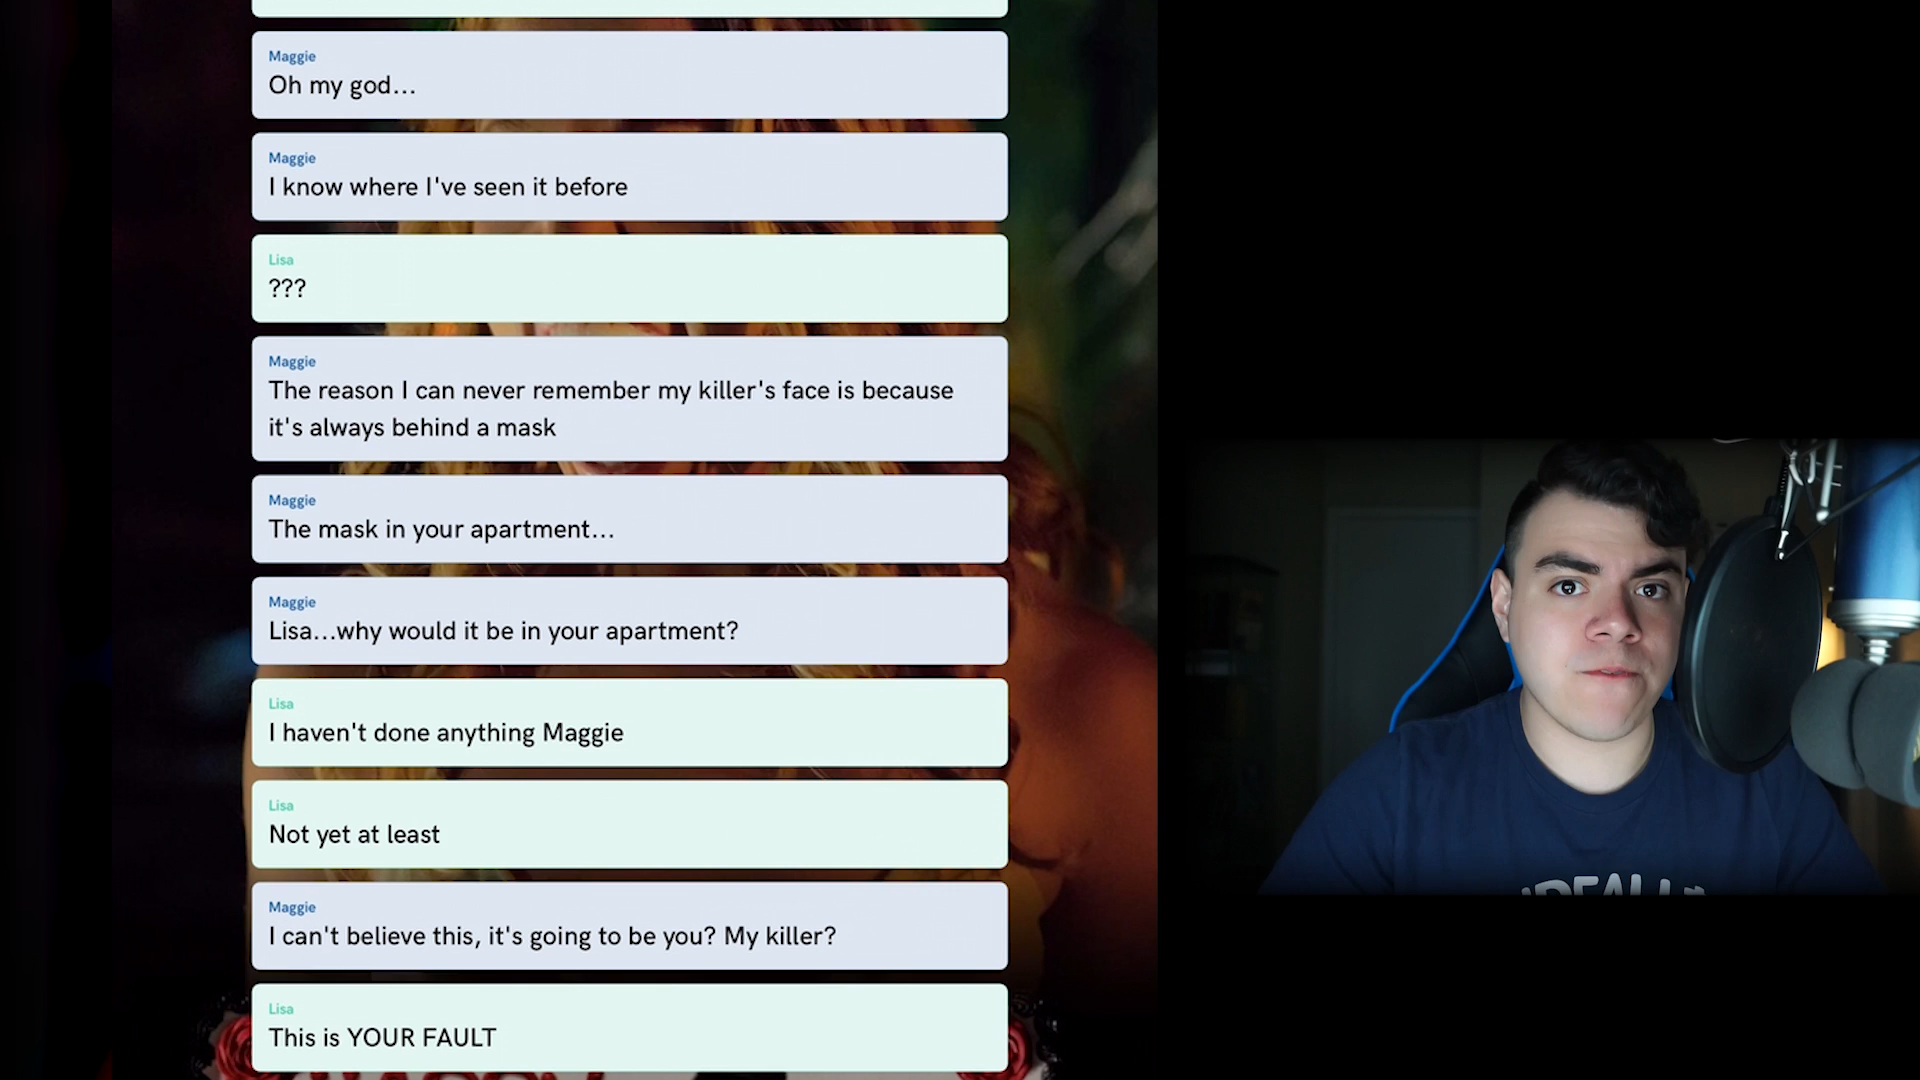 Maggie
Oh my god...
Maggie
I know where I've seen it before
Lisa
???
Maggie
The reason I can never remember my killer's face is because
it's always behind a mask
Maggie
The mask in your apartment...
Maggie
Lisa...why would it be in your apartment?
Lisa
I haven't done anything Maggie
Lisa
Not yet at least
Maggie
I can't believe this, it's going to be you? My killer?
Lisa
This is YOUR FAULT